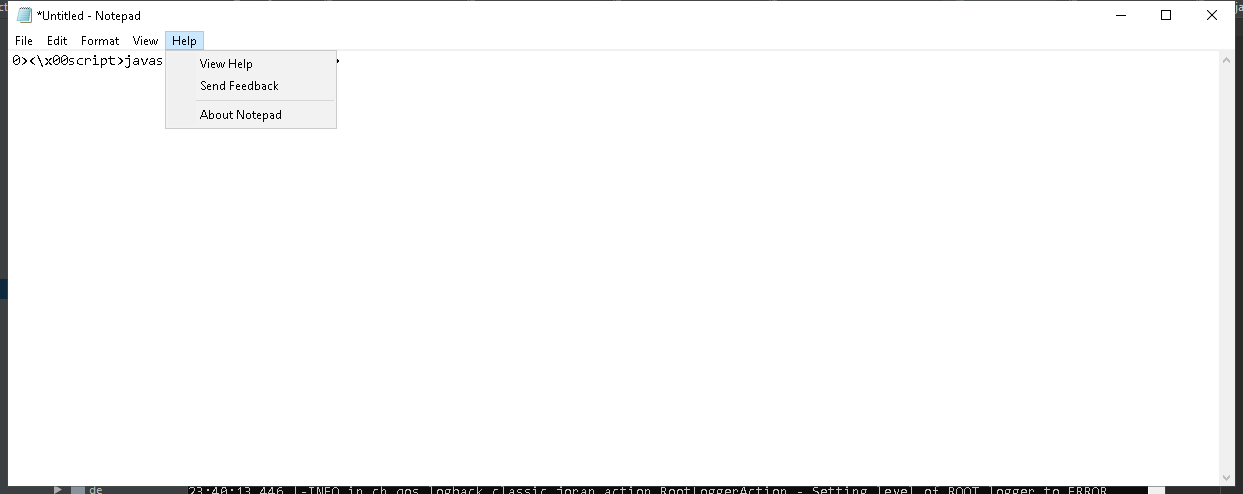 *Untitled - Notepad
File Edit Format View Help
0><\x00script>javas
View Help
Send Feedback
About Notepad
de
23:40:13,446 |-INFO in ch.qos.logback.classic.joran.action.RootLoggerAction - Setting level of ROOT logger to ERROR